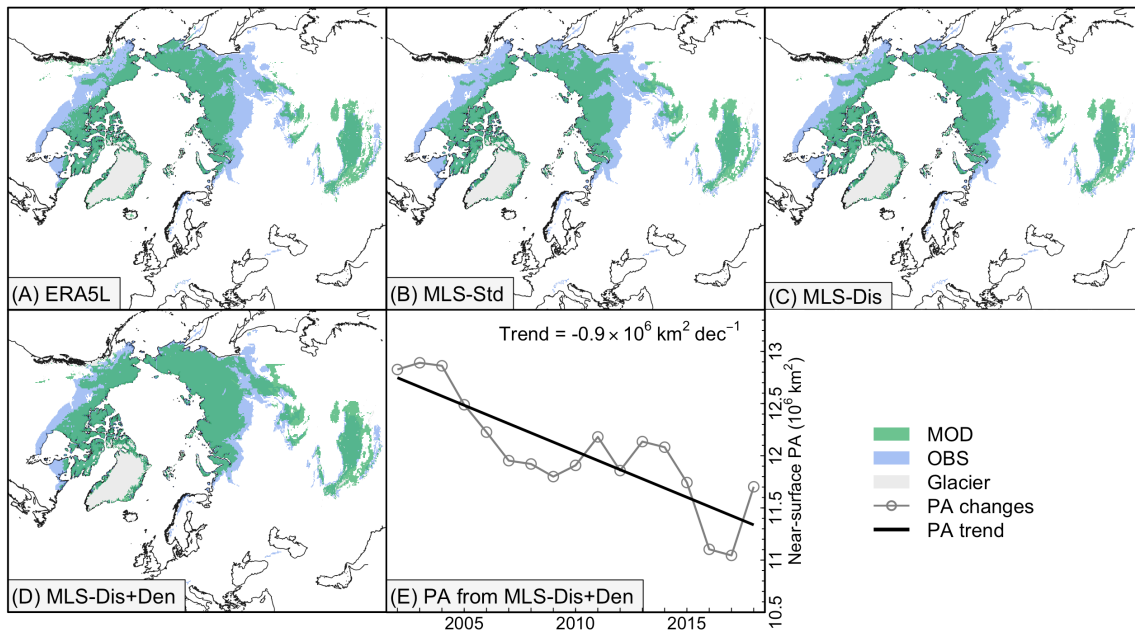 (A) ERA5L
(B) MLS-Std
(C) MLS-Dis
(D) MLS-Dis+Den
Trend = -0.9 × 10⁶ km² dec⁻¹
(E) PA from MLS-Dis+Den
2005 2010 2015
10.5 11 11.5 12 12.5 13
Near-surface PA (10⁶ km²)
MOD
OBS
Glacier
PA changes
PA trend